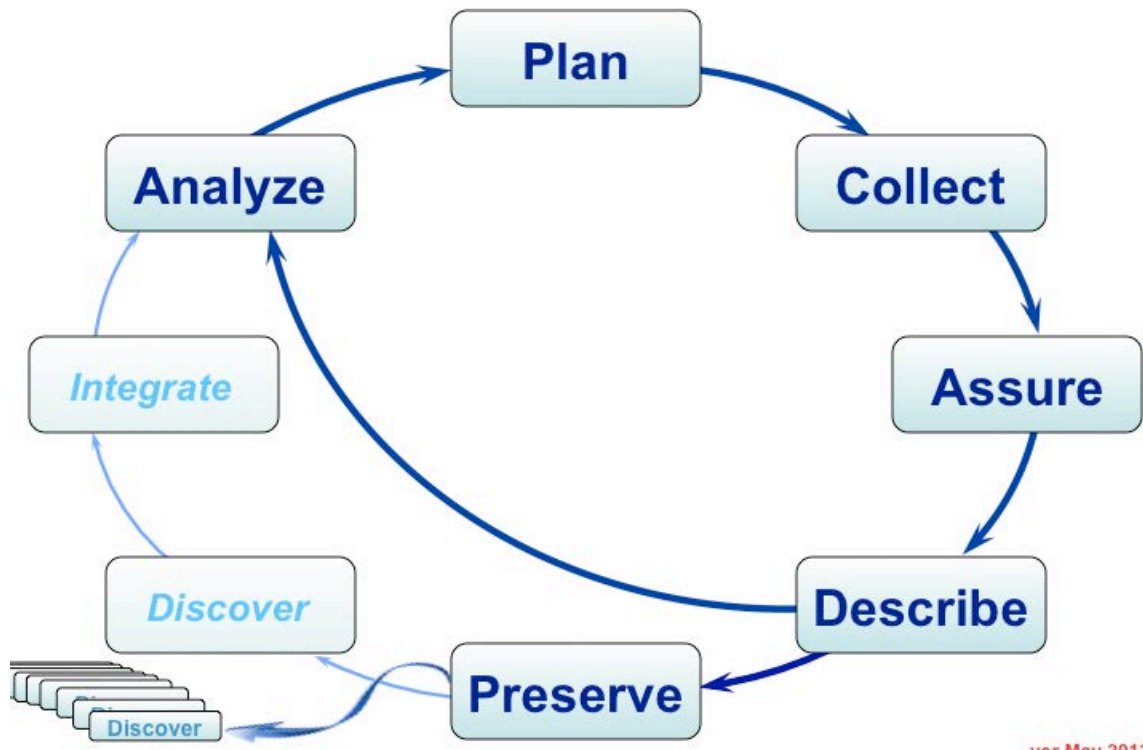 Plan
Analyze
Collect
Integrate
Assure
Discover
Describe
Preserve
Discover